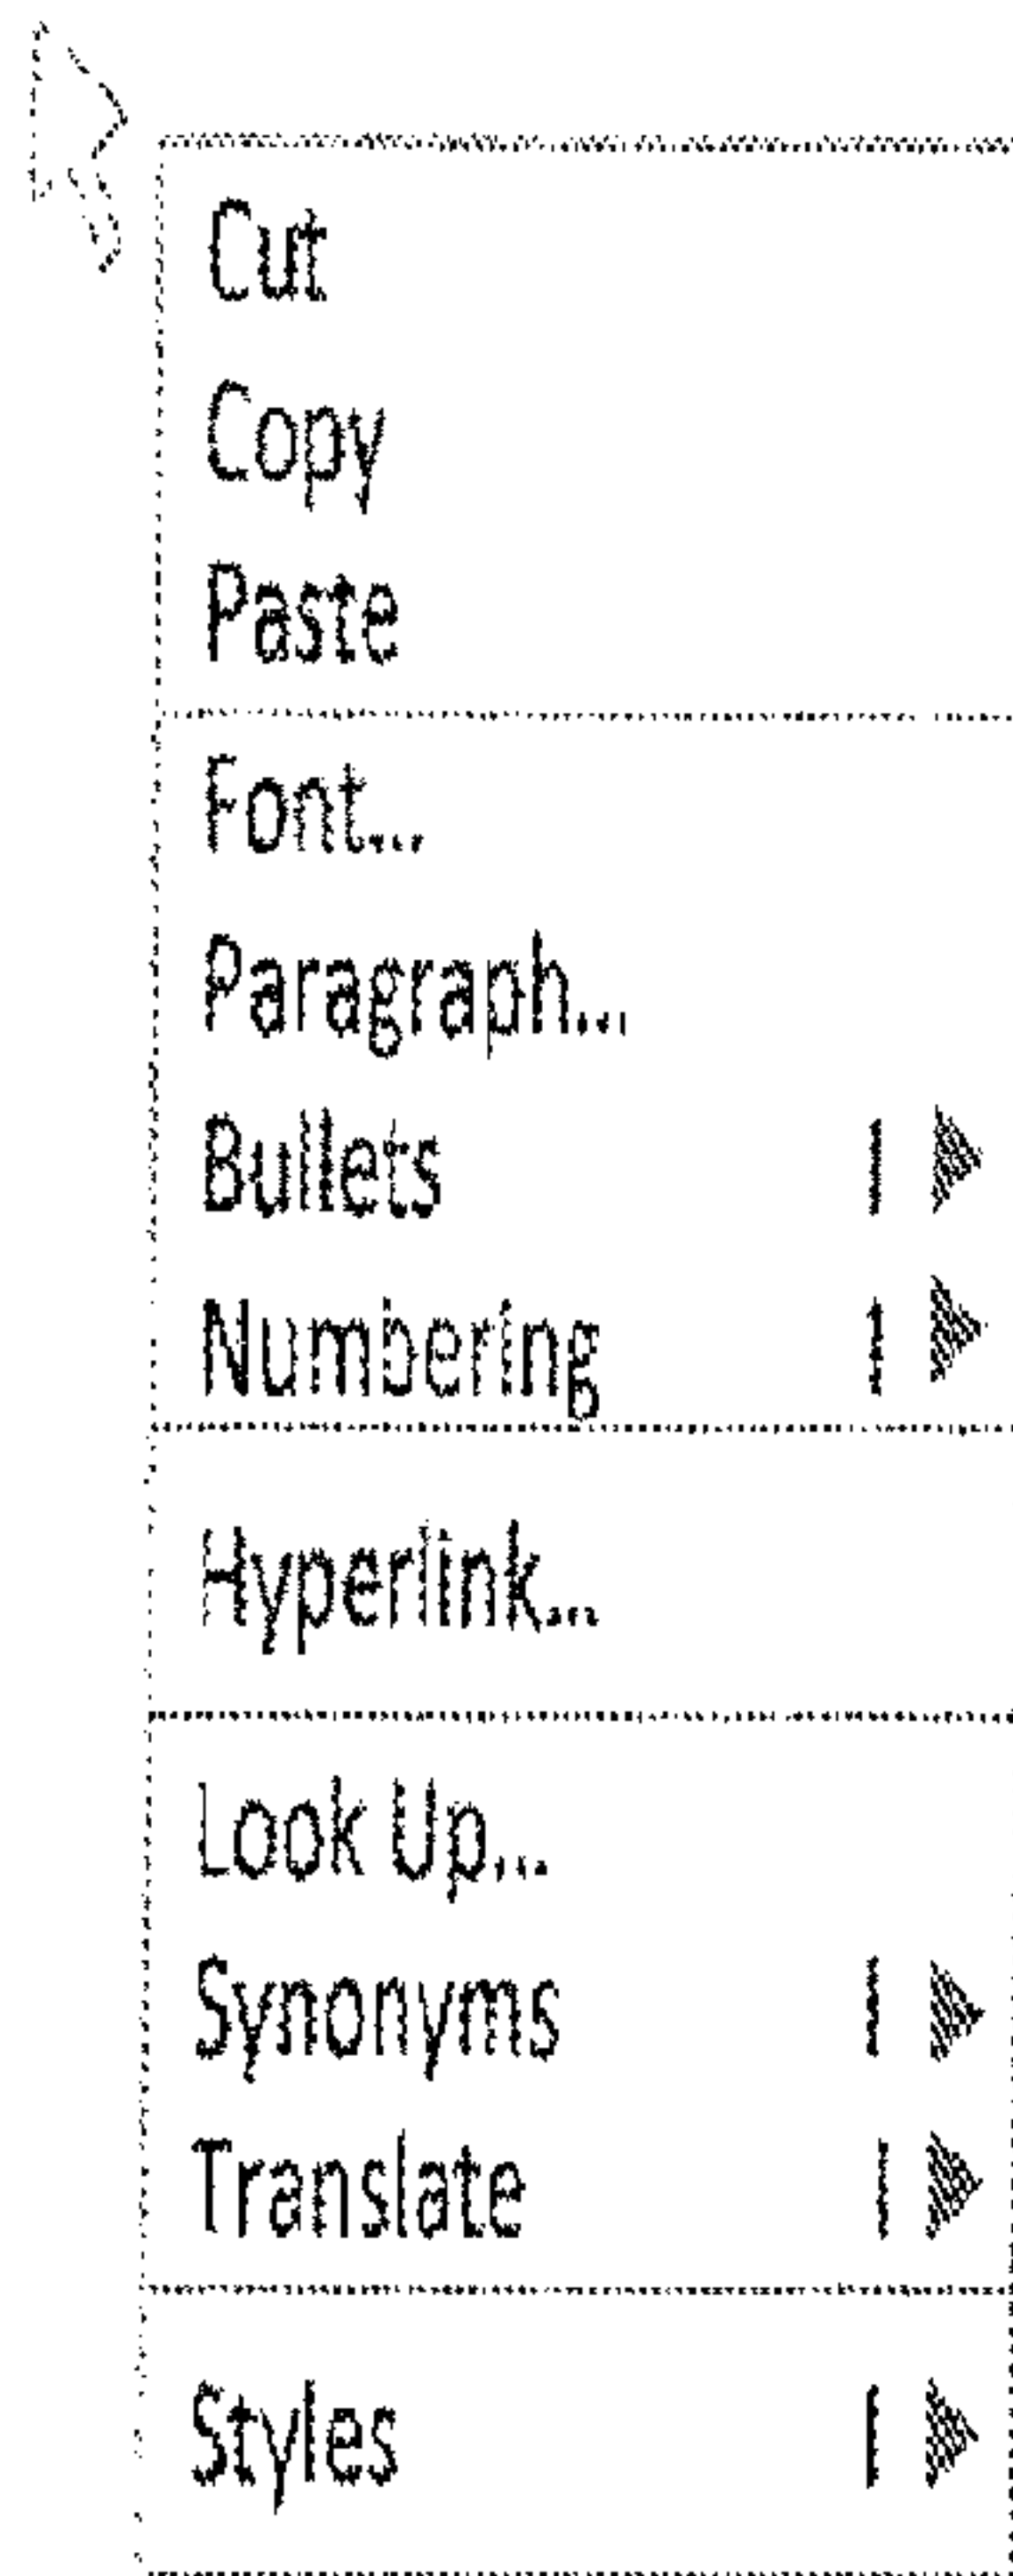 Cut
Copy
Paste
Font...
Paragraph...
Bullets
Numbering
Hyperlink...
Look Up...
Synonyms
Translate
Styles